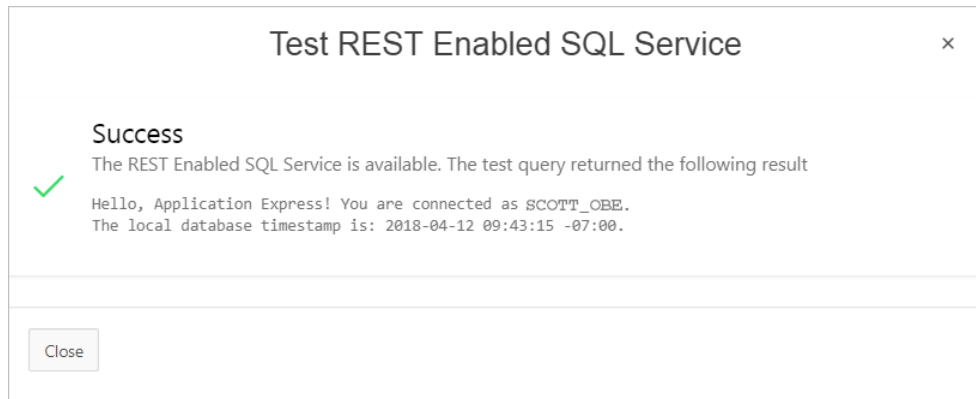 Test REST Enabled SQL Service
Success
The REST Enabled SQL Service is available. The test query returned the following result
Hello, Application Express! You are connected as SCOTT_OBE.
The local database timestamp is: 2018-04-12 09:43:15 -07:00.
Close